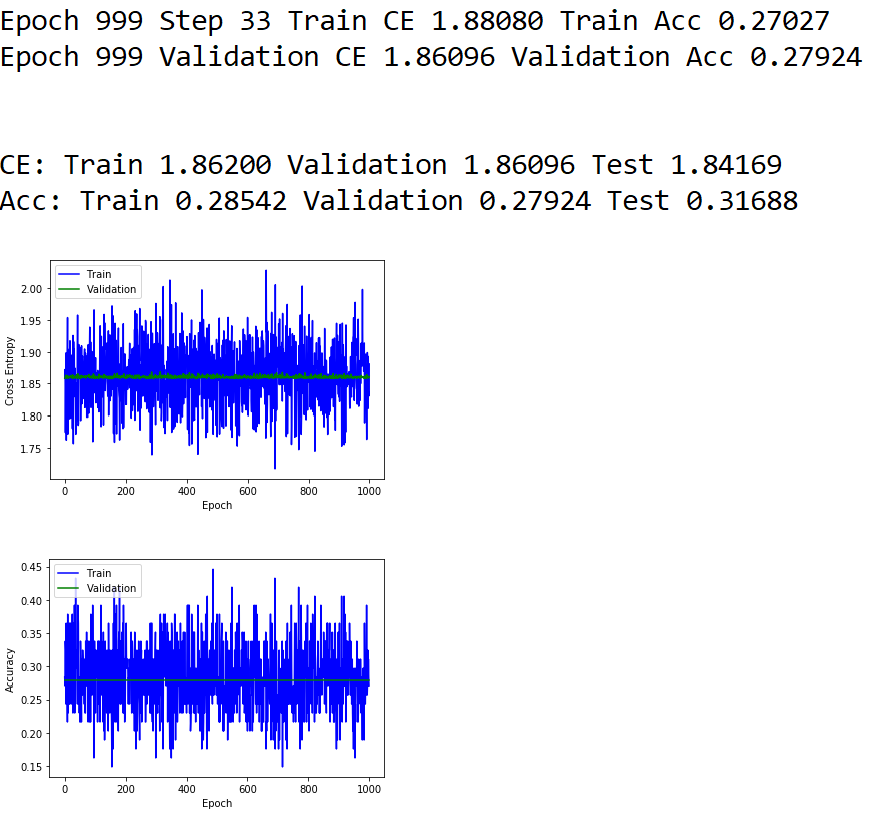 Epoch 999 Step 33 Train CE 1.88080 Train Acc 0.27027
Epoch 999 Validation CE 1.86096 Validation Acc 0.27924
CE: Train 1.86200 Validation 1.86096 Test 1.84169
Acc: Train 0.28542 Validation 0.27924 Test 0.31688
Train
Validation
2.00
1.95
1.90
1.85
1.80
1.75
Cross Entropy
0 200 400 600 800 1000
Epoch
Train
Validation
0.45
0.40
0.35
0.30
0.25
0.20
0.15
Accuracy
0 200 400 600 800 1000
Epoch